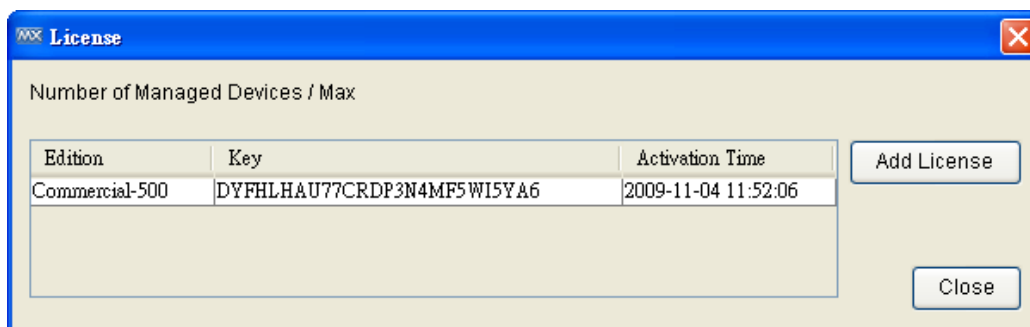 MX License
Number of Managed Devices / Max
Edition Key Activation Time
Add License
Commercial-500 DYFHLHAU77CRDP3N4MF5WI5YA6 2009-11-04 11:52:06
Close